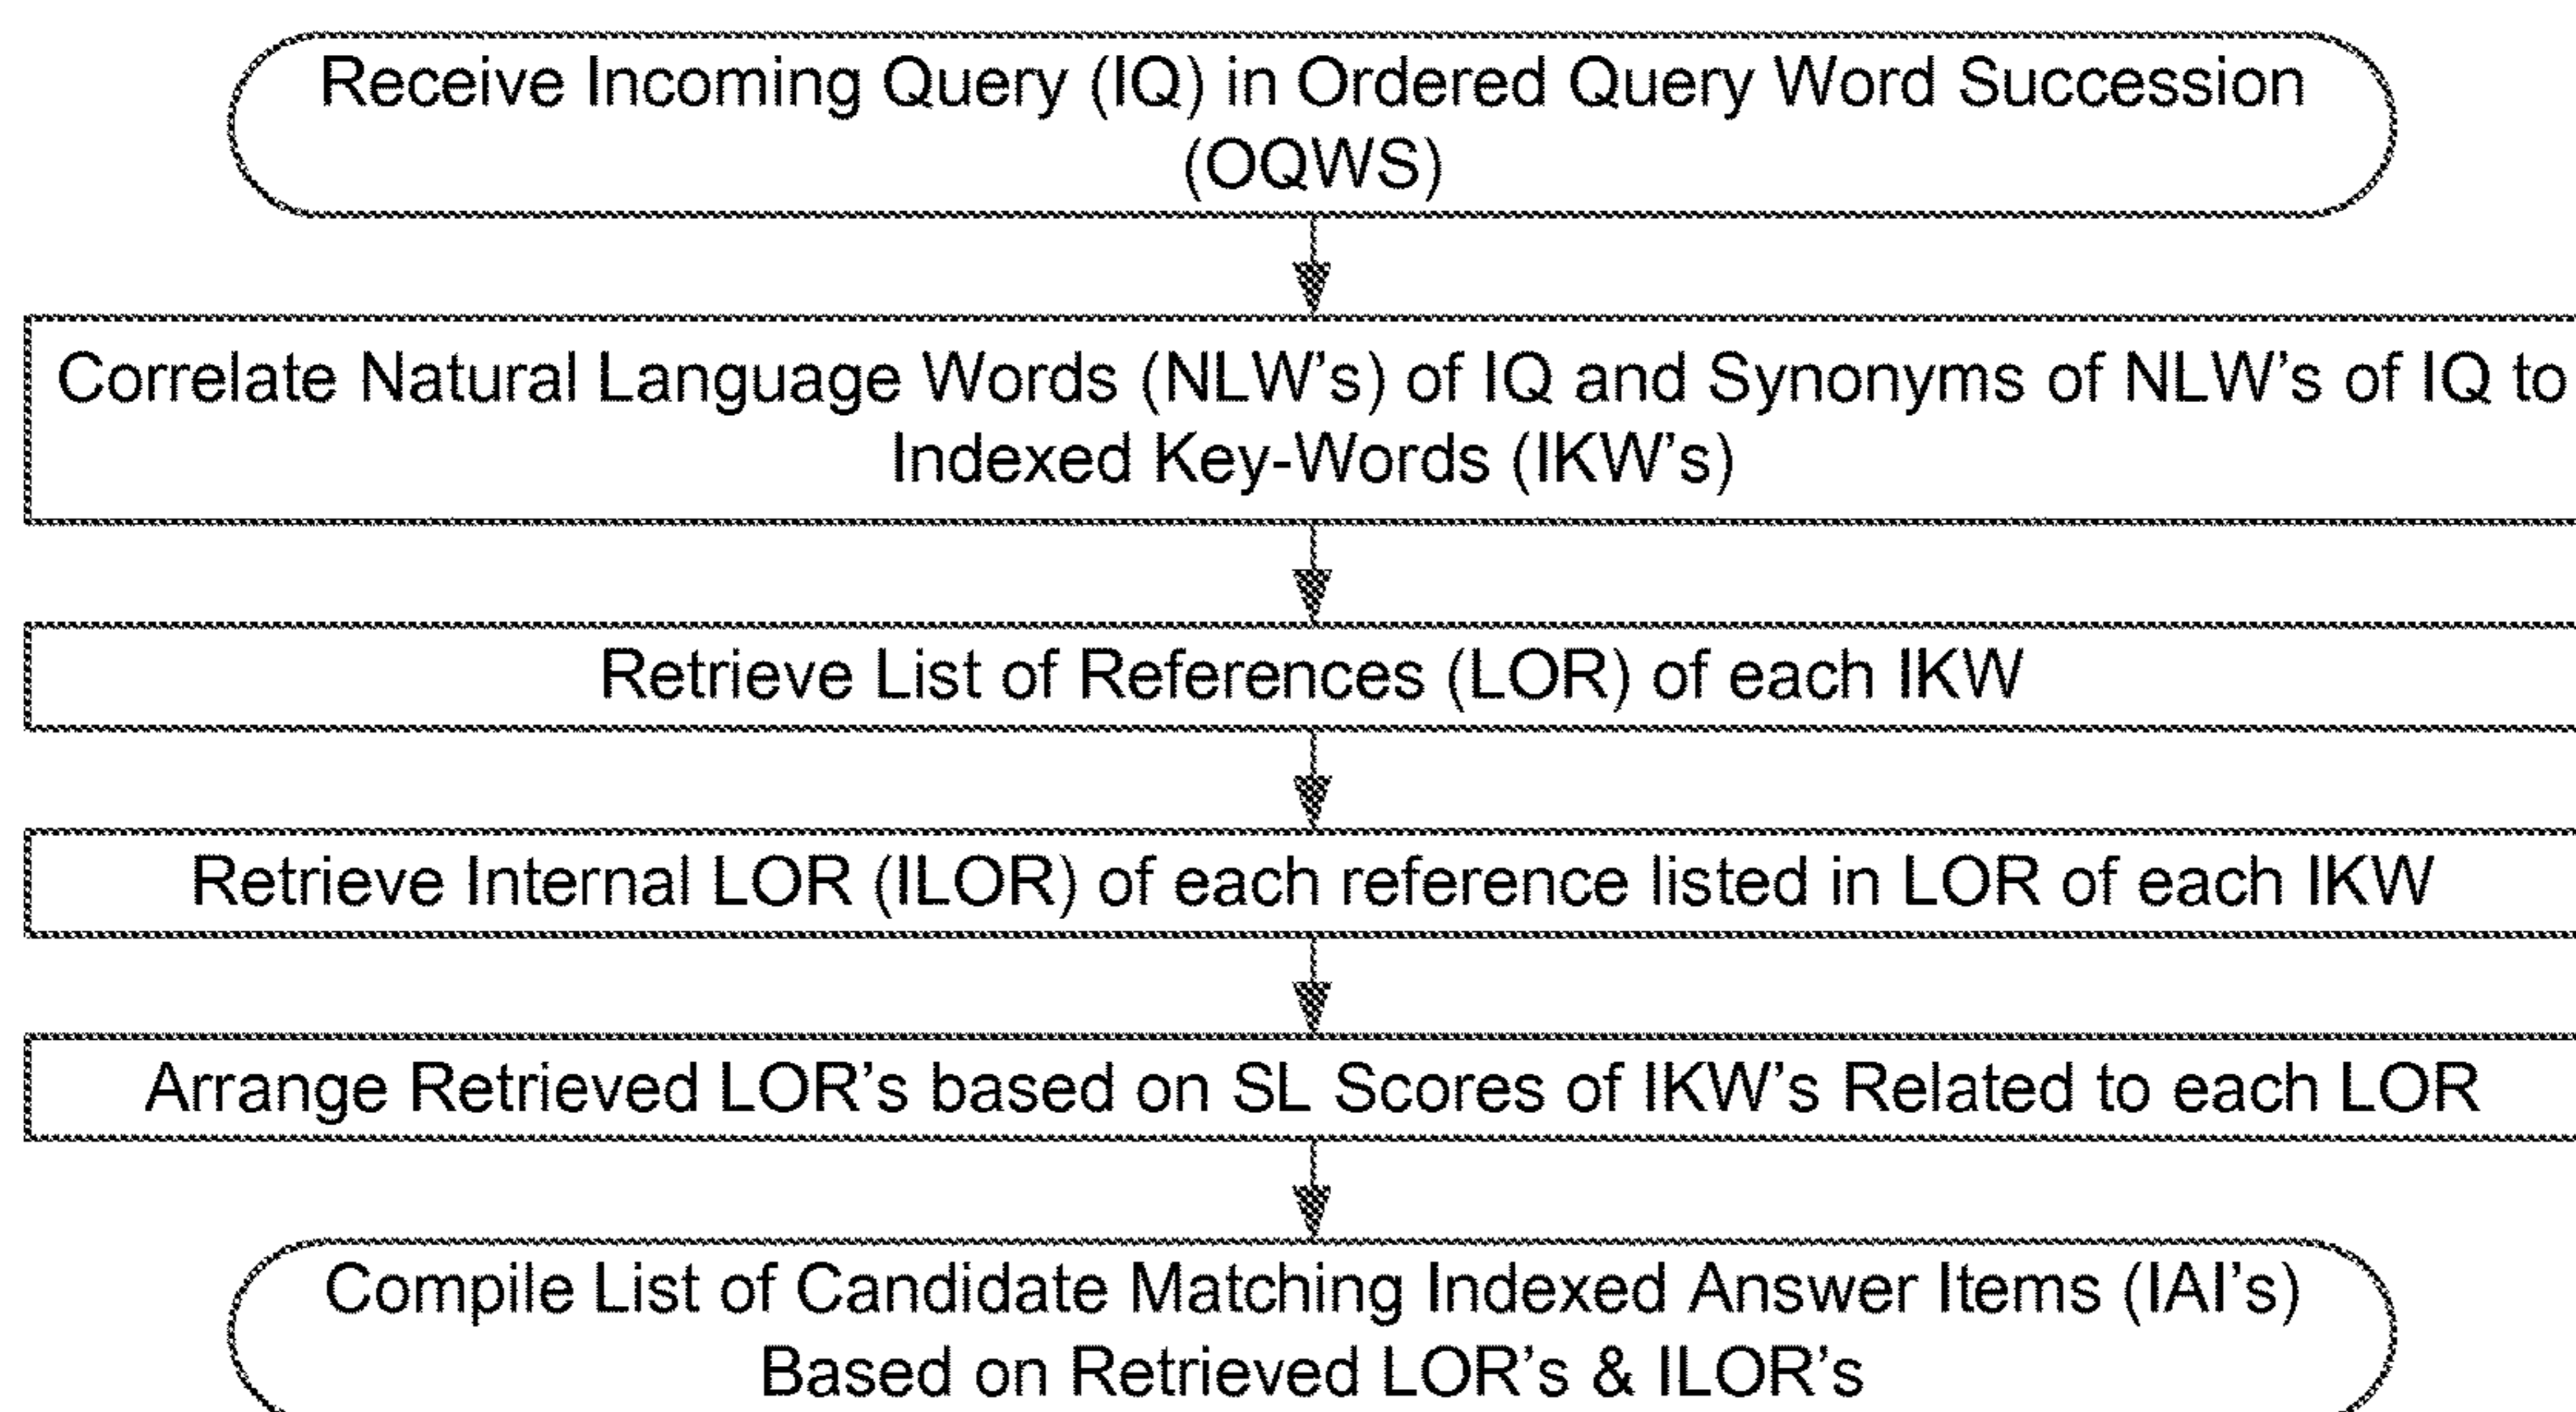 Receive Incoming Query (IQ) in Ordered Query Word Succession
(OQWS)
Correlate Natural Language Words (NLW's) of IQ and Synonyms of NLW's of IQ to
Indexed Key-Words (IKW's)
Retrieve List of References (LOR) of each IKW
Retrieve Internal LOR (ILOR) of each reference listed in LOR of each IKW
Arrange Retrieved LOR's based on SL Scores of IKW's Related to each LOR
Compile List of Candidate Matching Indexed Answer Items (IAI's)
Based on Retrieved LOR's & ILOR's